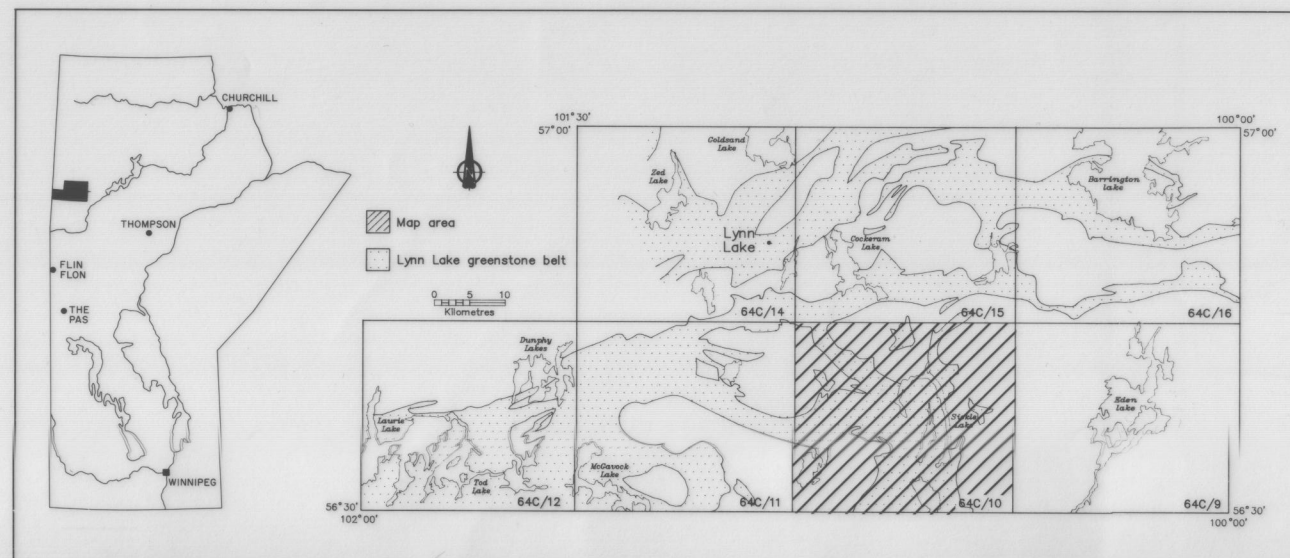 CHURCHILL
THOMPSON
FLIN
FLON
THE
PAS
WINNIPEG
Map area
Lynn Lake greenstone belt
0 5 10
Kilometres
101°30'
57°00'
100°00'
57°00'
Goldsand
Lake
Zed
Lake
Barrington
lake
Lynn
Lake
Cockeram
Lake
64C/14
64C/15
64C/16
Dunphy
Lakes
Laurie
Lake
Tod
Lake
McGavock
Lake
Sickle
Lake
Eden
lake
64C/12
64C/11
64C/10
64C/9
56°30'
102°00'
56°30'
100°00'